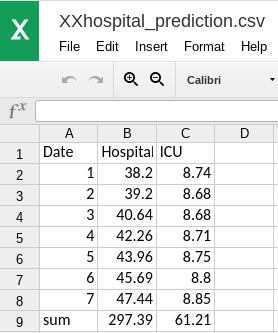 X
XXhospital_prediction.csv
File Edit Insert Format Help
Calibri
fx
A B C D
1 Date Hospital ICU
2 1 38.2 8.74
3 2 39.2 8.68
4 3 40.64 8.68
5 4 42.26 8.71
6 5 43.96 8.75
7 6 45.69 8.8
8 7 47.44 8.85
9 sum 297.39 61.21